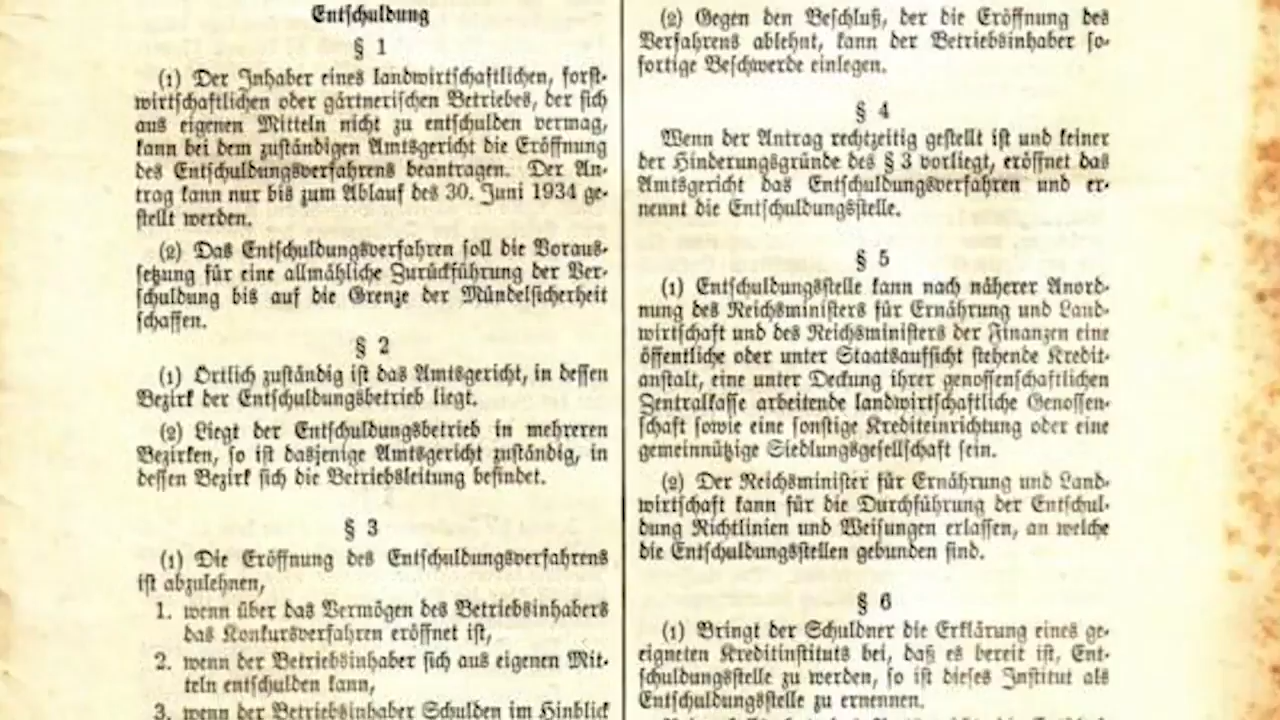 Entschuldung
§ 1
(1) Der Inhaber eines landwirtschaftlichen, forst-
wirtschaftlichen oder gärtnerischen Betriebes, der sich
aus eigenen Mitteln nicht zu entschulden vermag,
kann bei dem zuständigen Amtsgericht die Eröffnung
des Entschuldungsverfahrens beantragen. Der An-
trag kann nur bis zum Ablauf des 30. Juni 1934 ge-
stellt werden.
(2) Das Entschuldungsverfahren soll die Voraus-
setzung für eine allmähliche Zurückführung der Ver-
schuldung bis auf die Grenze der Mündelsicherheit
schaffen.
§ 2
(1) Örtlich zuständig ist das Amtsgericht, in dessen
Bezirk der Entschuldungsbetrieb liegt.
(2) Liegt der Entschuldungsbetrieb in mehreren
Bezirken, so ist dasjenige Amtsgericht zuständig, in
dessen Bezirk sich die Betriebsleitung befindet.
§ 3
(1) Die Eröffnung des Entschuldungsverfahrens
ist abzulehnen,
1. wenn über das Vermögen des Betriebsinhabers
das Konkursverfahren eröffnet ist,
2. wenn der Betriebsinhaber sich aus eigenen Mit-
teln entschulden kann,
3. wenn der Betriebsinhaber Schulden im Hinblick
(2) Gegen den Beschluß, der die Eröffnung des
Verfahrens ablehnt, kann der Betriebsinhaber so-
fortige Beschwerde einlegen.
§ 4
Wenn der Antrag rechtzeitig gestellt ist und keiner
der Hinderungsgründe des § 3 vorliegt, eröffnet das
Amtsgericht das Entschuldungsverfahren und er-
nennt die Entschuldungsstelle.
§ 5
(1) Entschuldungsstelle kann nach näherer Anord-
nung des Reichsministers für Ernährung und Land-
wirtschaft und des Reichsministers der Finanzen eine
öffentliche oder unter Staatsaufsicht stehende Kredit-
anstalt, eine unter Deckung ihrer genossenschaftlichen
Zentralkasse arbeitende landwirtschaftliche Genossen-
schaft sowie eine sonstige Krediteinrichtung oder eine
gemeinnützige Siedlungsgesellschaft sein.
(2) Der Reichsminister für Ernährung und Land-
wirtschaft kann für die Durchführung der Entschul-
dung Richtlinien und Weisungen erlassen, an welche
die Entschuldungsstellen gebunden sind.
§ 6
(1) Bringt der Schuldner die Erklärung eines ge-
eigneten Kreditinstituts bei, daß es bereit ist, Ent-
schuldungsstelle zu werden, so ist dieses Institut als
Entschuldungsstelle zu ernennen.